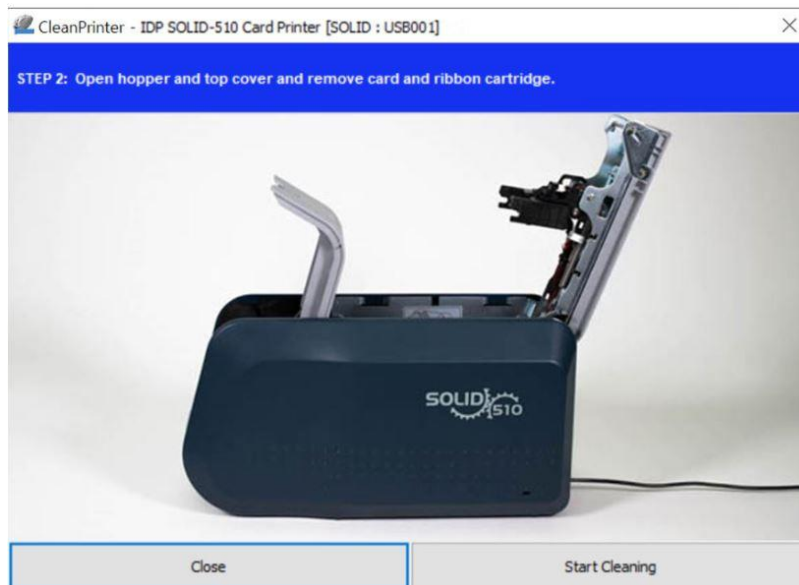 CleanPrinter - IDP SOLID-510 Card Printer [SOLID : USB001]
STEP 2: Open hopper and top cover and remove card and ribbon cartridge.
SOLID
510
Close
Start Cleaning